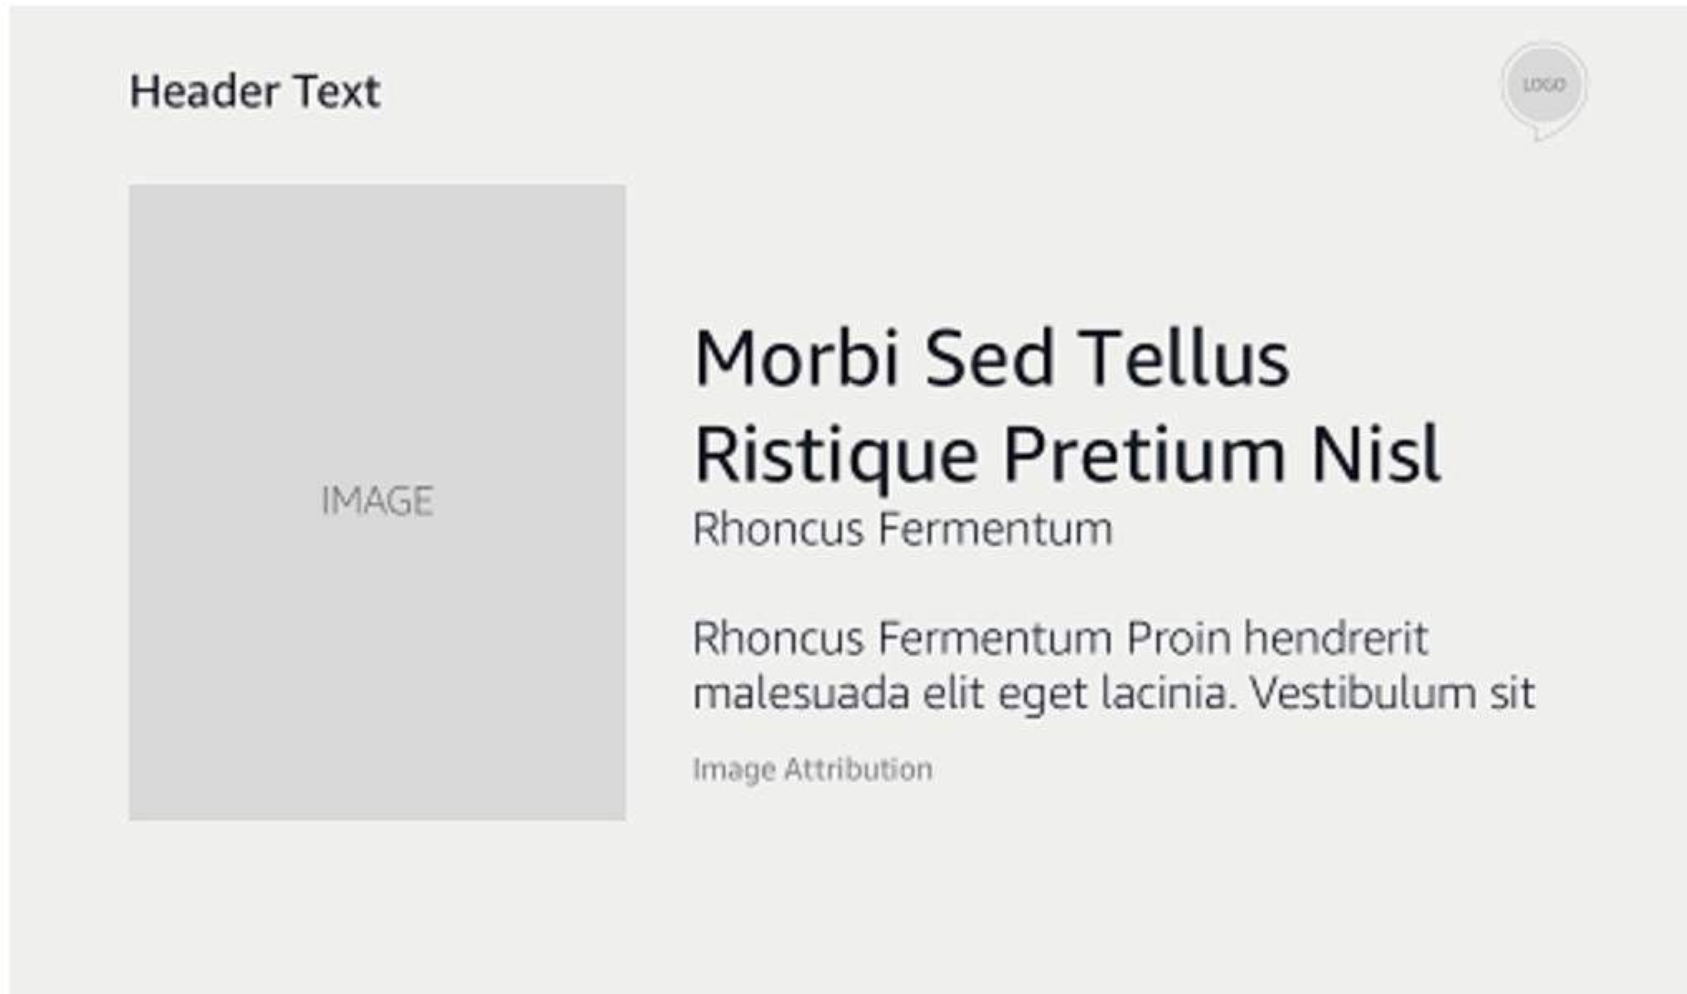 Header Text
LOGO
IMAGE
Morbi Sed Tellus
Ristique Pretium Nisl
Rhoncus Fermentum
Rhoncus Fermentum Proin hendrerit
malesuada elit eget lacinia. Vestibulum sit
Image Attribution